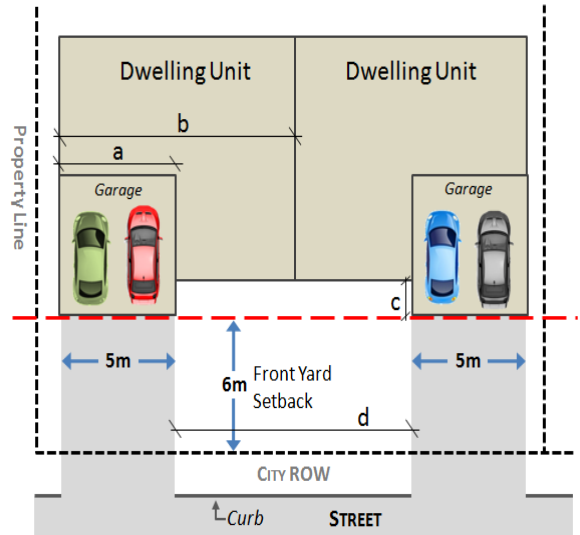 Dwelling Unit
Dwelling Unit
b
a
Property Line
Garage
Garage
c
5m
5m
6m
Front Yard
Setback
d
CITY ROW
Curb
STREET